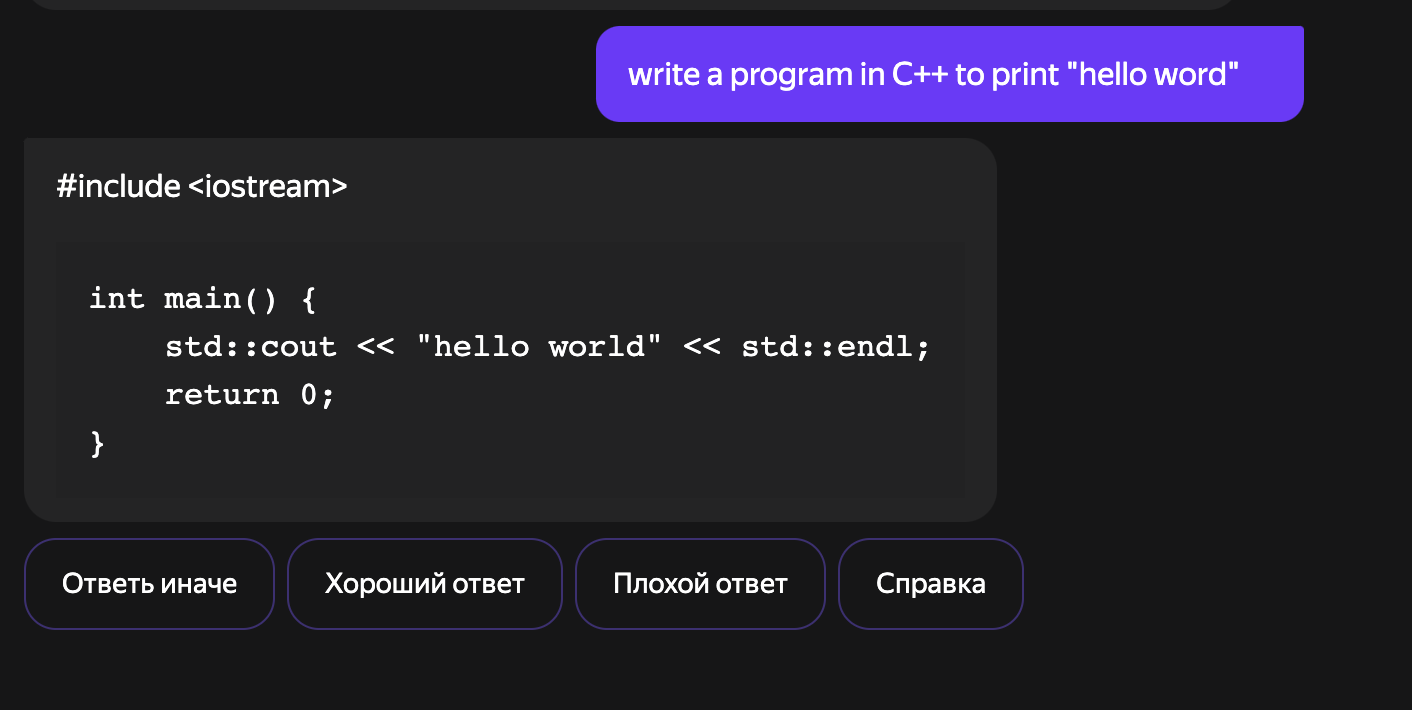 write a program in C++ to print "hello word"
#include <iostream>
int main() {
    std::cout << "hello world" << std::endl;
    return 0;
}
Ответь иначе
Хороший ответ
Плохой ответ
Справка